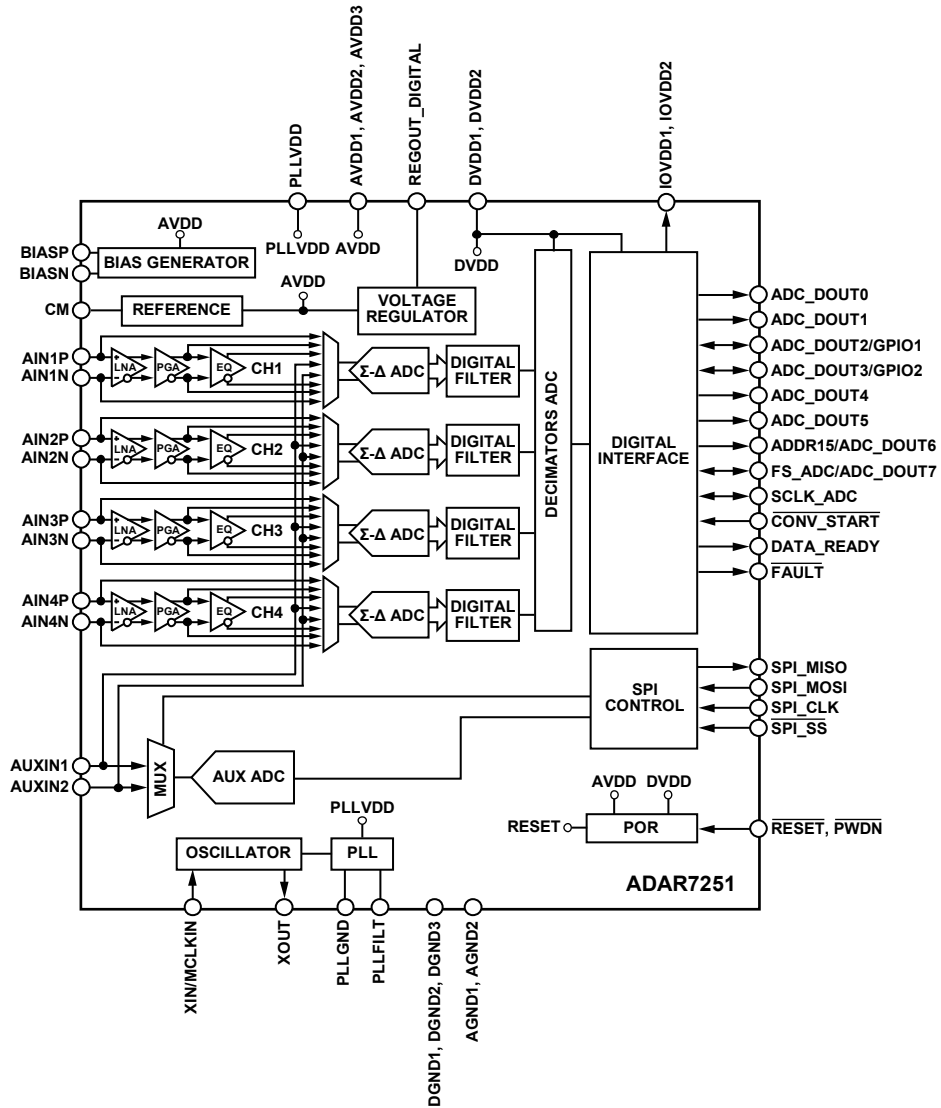 PLLVDD
AVDD1, AVDD2, AVDD3
REGOUT_DIGITAL
DVDD1, DVDD2
IOVDD1, IOVDD2
AVDD
PLLVDD
AVDD
DVDD
BIASP
BIASN
BIAS GENERATOR
CM
REFERENCE
AVDD
VOLTAGE
REGULATOR
AIN1P
AIN1N
LNA
PGA
EQ
CH1
Σ-Δ ADC
DIGITAL
FILTER
AIN2P
AIN2N
LNA
PGA
EQ
CH2
Σ-Δ ADC
DIGITAL
FILTER
AIN3P
AIN3N
LNA
PGA
EQ
CH3
Σ-Δ ADC
DIGITAL
FILTER
AIN4P
AIN4N
LNA
PGA
EQ
CH4
Σ-Δ ADC
DIGITAL
FILTER
DECIMATORS ADC
DIGITAL
INTERFACE
ADC_DOUT0
ADC_DOUT1
ADC_DOUT2/GPIO1
ADC_DOUT3/GPIO2
ADC_DOUT4
ADC_DOUT5
ADDR15/ADC_DOUT6
FS_ADC/ADC_DOUT7
SCLK_ADC
CONV_START
DATA_READY
FAULT
SPI
CONTROL
SPI_MISO
SPI_MOSI
SPI_CLK
SPI_SS
AUXIN1
AUXIN2
MUX
AUX ADC
AVDD
DVDD
RESET
POR
RESET, PWDN
PLLVDD
OSCILLATOR
PLL
ADAR7251
XIN/MCLKIN
XOUT
PLLGND
PLLFILT
DGND1, DGND2, DGND3
AGND1, AGND2